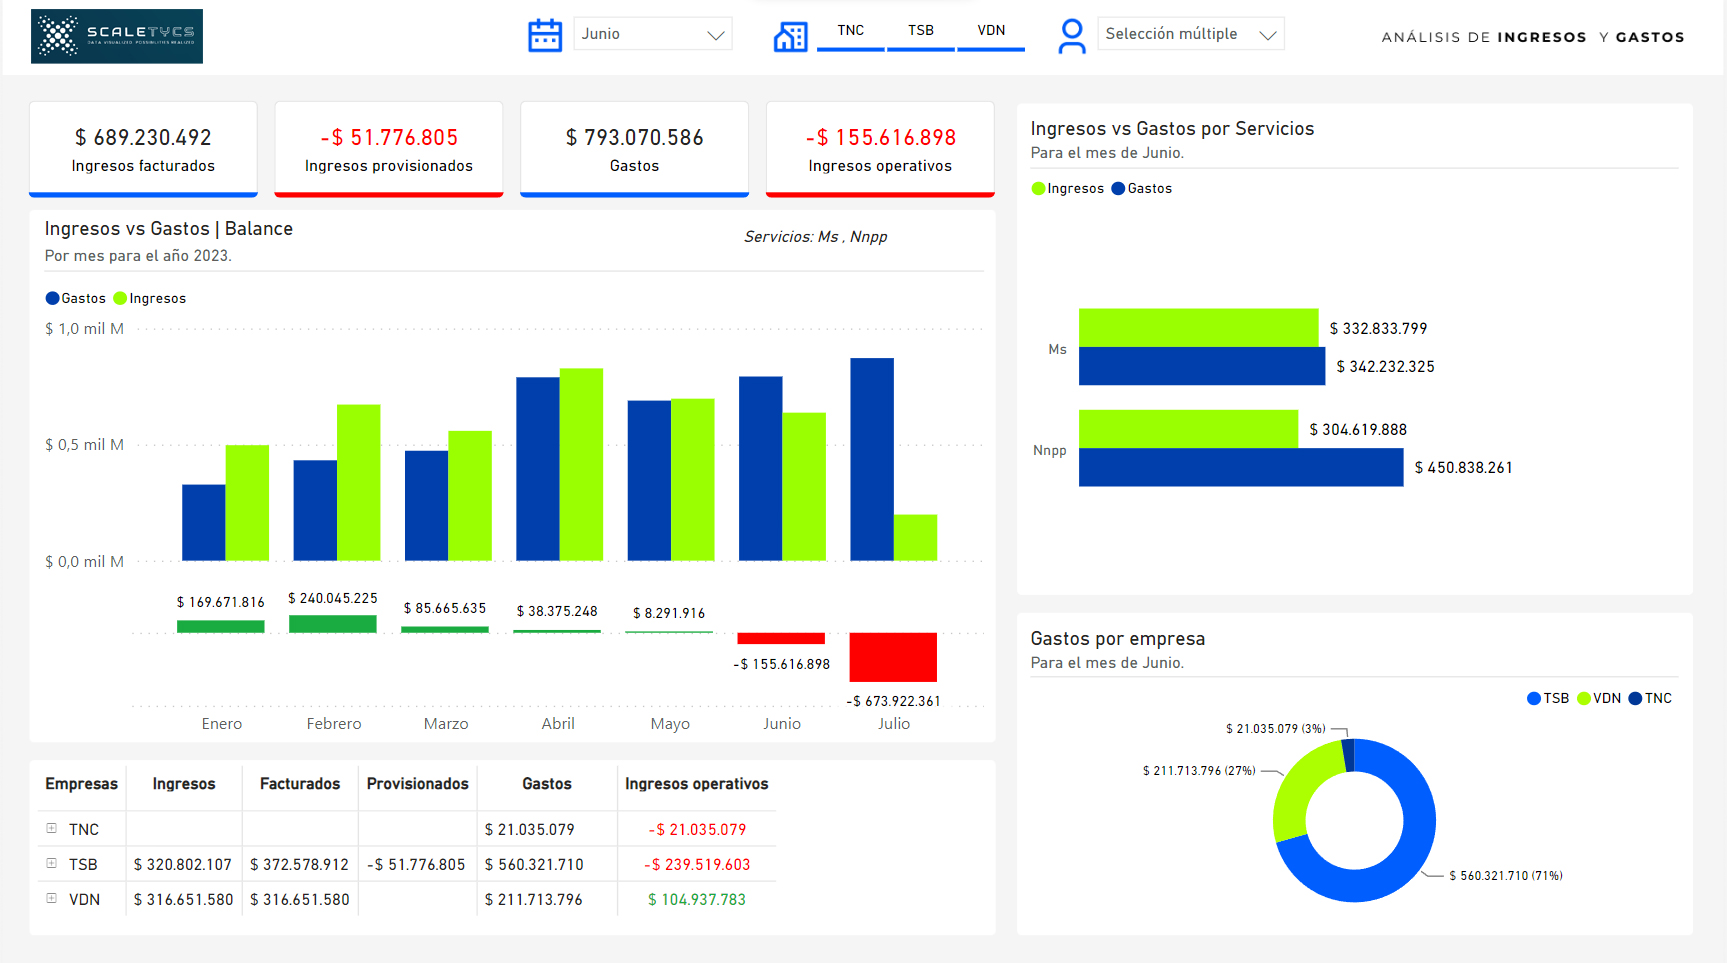 SCALETYCS
DATA VISUALIZED. POSSIBILITIES REALIZED
Junio
TNC TSB VDN
Selección múltiple
ANÁLISIS DE INGRESOS Y GASTOS
$ 689.230.492
Ingresos facturados
-$ 51.776.805
Ingresos provisionados
$ 793.070.586
Gastos
-$ 155.616.898
Ingresos operativos
Ingresos vs Gastos | Balance
Por mes para el año 2023.
Servicios: Ms , Nnpp
Gastos Ingresos
$ 1,0 mil M
$ 0,5 mil M
$ 0,0 mil M
$ 169.671.816 $ 240.045.225 $ 85.665.635 $ 38.375.248 $ 8.291.916
-$ 155.616.898
-$ 673.922.361
Enero Febrero Marzo Abril Mayo Junio Julio
Empresas Ingresos Facturados Provisionados Gastos Ingresos operativos
TNC $ 21.035.079 -$ 21.035.079
TSB $ 320.802.107 $ 372.578.912 -$ 51.776.805 $ 560.321.710 -$ 239.519.603
VDN $ 316.651.580 $ 316.651.580 $ 211.713.796 $ 104.937.783
Ingresos vs Gastos por Servicios
Para el mes de Junio.
Ingresos Gastos
Ms
$ 332.833.799
$ 342.232.325
Nnpp
$ 304.619.888
$ 450.838.261
Gastos por empresa
Para el mes de Junio.
TSB VDN TNC
$ 21.035.079 (3%)
$ 211.713.796 (27%)
$ 560.321.710 (71%)